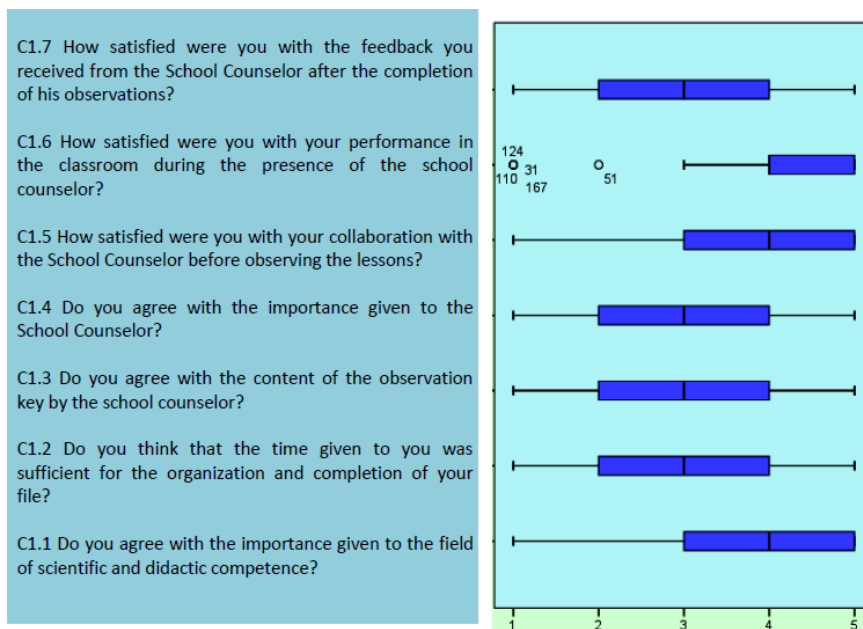 C1.7 How satisfied were you with the feedback you
received from the School Counselor after the completion
of his observations?
C1.6 How satisfied were you with your performance in
the classroom during the presence of the school
counselor?
C1.5 How satisfied were you with your collaboration with
the School Counselor before observing the lessons?
C1.4 Do you agree with the importance given to the
School Counselor?
C1.3 Do you agree with the content of the observation
key by the school counselor?
C1.2 Do you think that the time given to you was
sufficient for the organization and completion of your
file?
C1.1 Do you agree with the importance given to the field
of scientific and didactic competence?
124
110 31
167
51
1 2 3 4 5